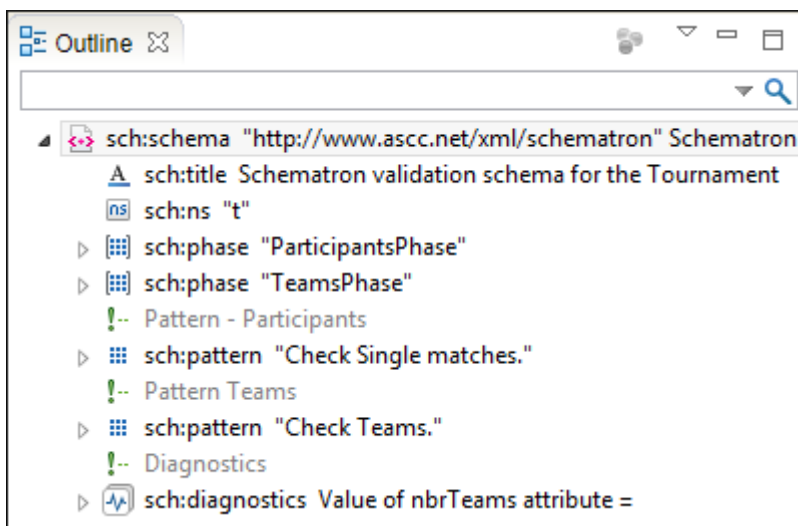 Outline
sch:schema "http://www.ascc.net/xml/schematron" Schematron
sch:title Schematron validation schema for the Tournament
sch:ns "t"
sch:phase "ParticipantsPhase"
sch:phase "TeamsPhase"
Pattern - Participants
sch:pattern "Check Single matches."
Pattern Teams
sch:pattern "Check Teams."
Diagnostics
sch:diagnostics Value of nbrTeams attribute =